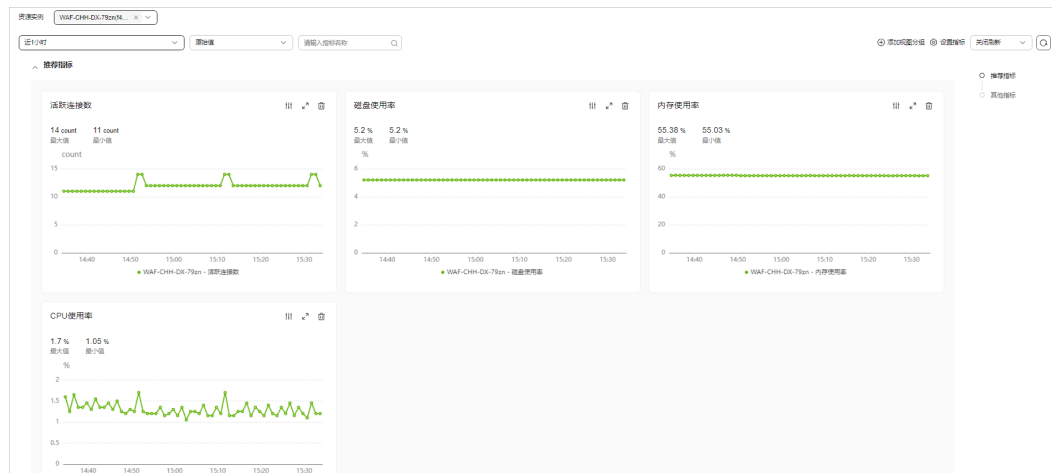 资源实例 WAF-CHH-DX-79zn(f4... × 
近1小时 原始值 请输入指标名称 添加视图分组 设置指标 关闭刷新
推荐指标
推荐指标
其他指标
活跃连接数
14 count 11 count
最大值 最小值
count
15
10
5
0
14:40 14:50 15:00 15:10 15:20 15:30
WAF-CHH-DX-79zn - 活跃连接数
磁盘使用率
5.2 % 5.2 %
最大值 最小值
%
6
4
2
0
14:40 14:50 15:00 15:10 15:20 15:30
WAF-CHH-DX-79zn - 磁盘使用率
内存使用率
55.38 % 55.03 %
最大值 最小值
%
60
40
20
0
14:40 14:50 15:00 15:10 15:20 15:30
WAF-CHH-DX-79zn - 内存使用率
CPU使用率
1.7 % 1.05 %
最大值 最小值
%
2
1.5
1
0.5
0
14:40 14:50 15:00 15:10 15:20 15:30